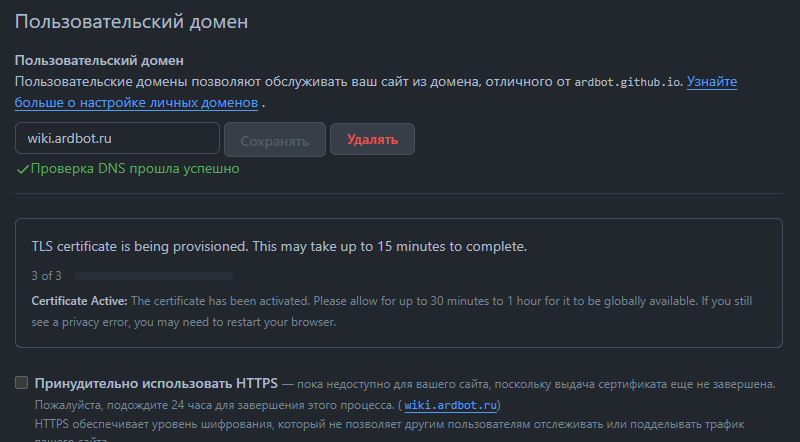 Пользовательский домен
Пользовательский домен
Пользовательские домены позволяют обслуживать ваш сайт из домена, отличного от ardbot.github.io. Узнайте
больше о настройке личных доменов .
wiki.ardbot.ru Сохранять Удалять
Проверка DNS прошла успешно
TLS certificate is being provisioned. This may take up to 15 minutes to complete.
3 of 3
Certificate Active: The certificate has been activated. Please allow for up to 30 minutes to 1 hour for it to be globally available. If you still
see a privacy error, you may need to restart your browser.
Принудительно использовать HTTPS — пока недоступно для вашего сайта, поскольку выдача сертификата еще не завершена.
Пожалуйста, подождите 24 часа для завершения этого процесса. ( wiki.ardbot.ru)
HTTPS обеспечивает уровень шифрования, который не позволяет другим пользователям отслеживать или подделывать трафик
вашего сайта